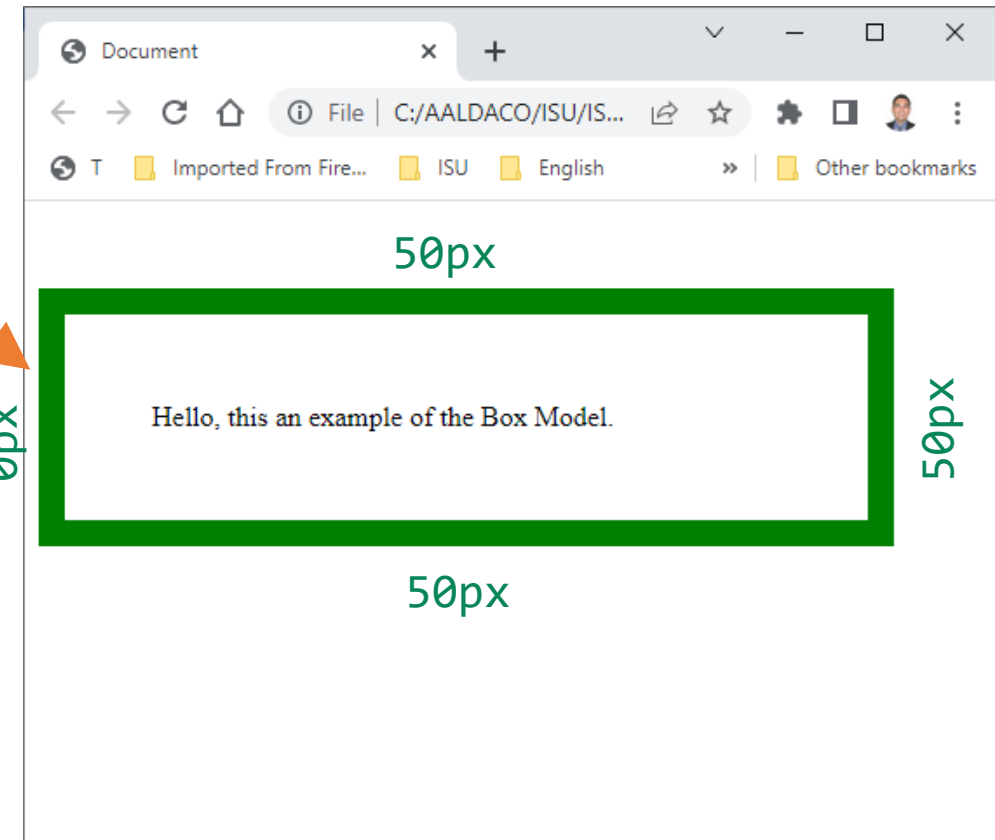 Document
File C:/AALDACO/ISU/IS...
T Imported From Fire... ISU English » Other bookmarks
50px
Hello, this an example of the Box Model.
50px
0px
50px